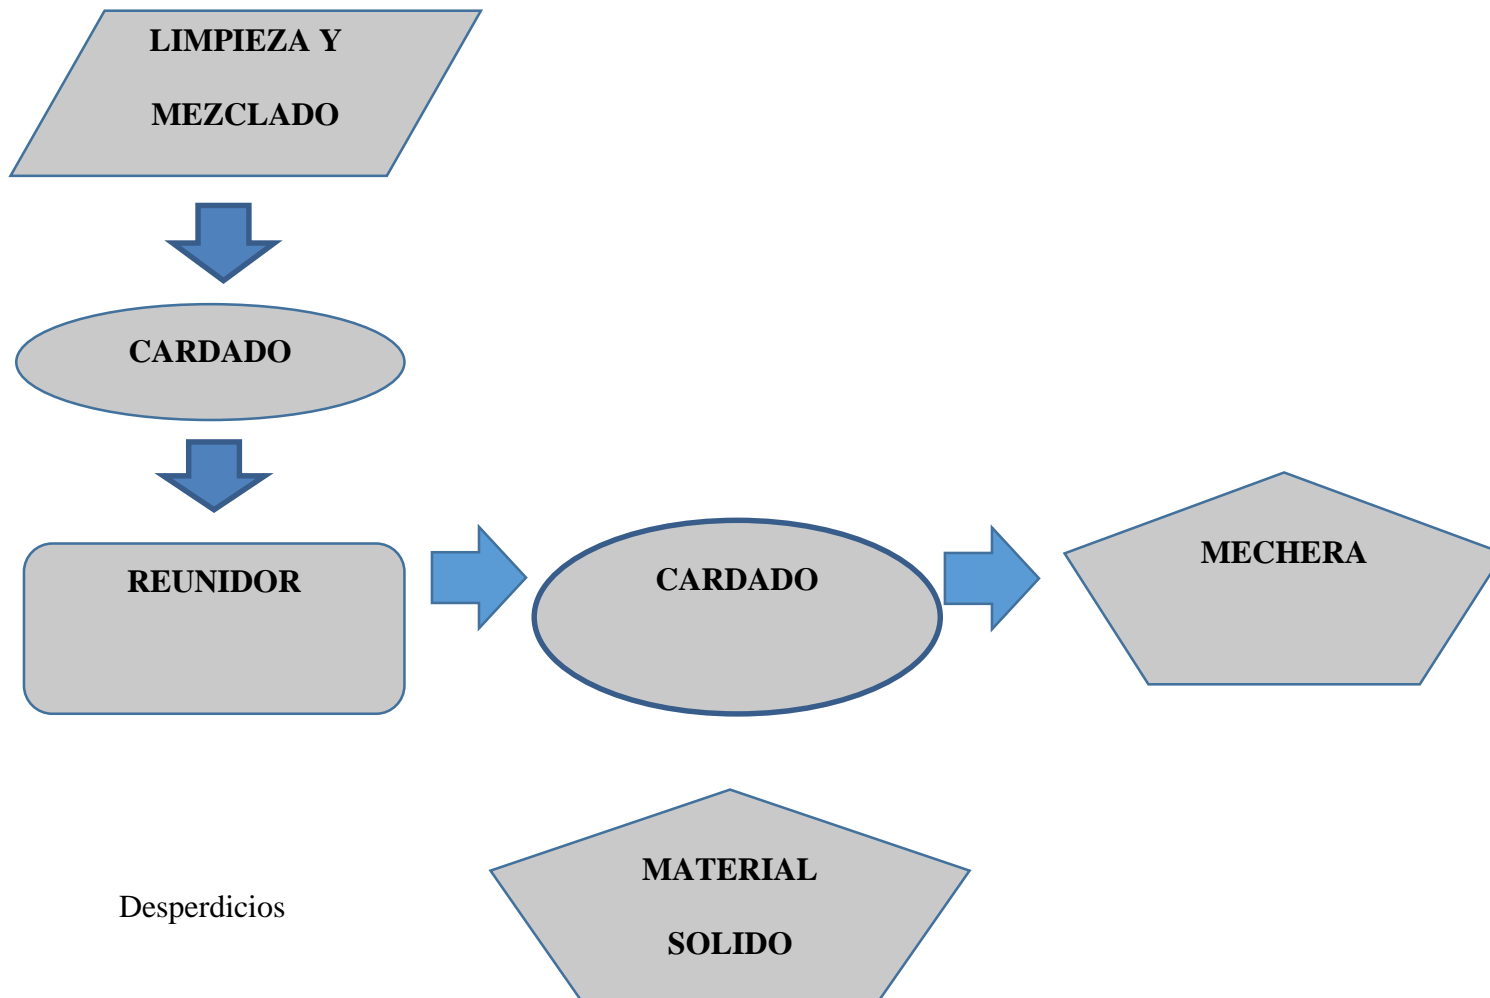 LIMPIEZA Y
MEZCLADO
CARDADO
REUNIDOR
CARDADO
MECHERA
MATERIAL
SOLIDO
Desperdicios